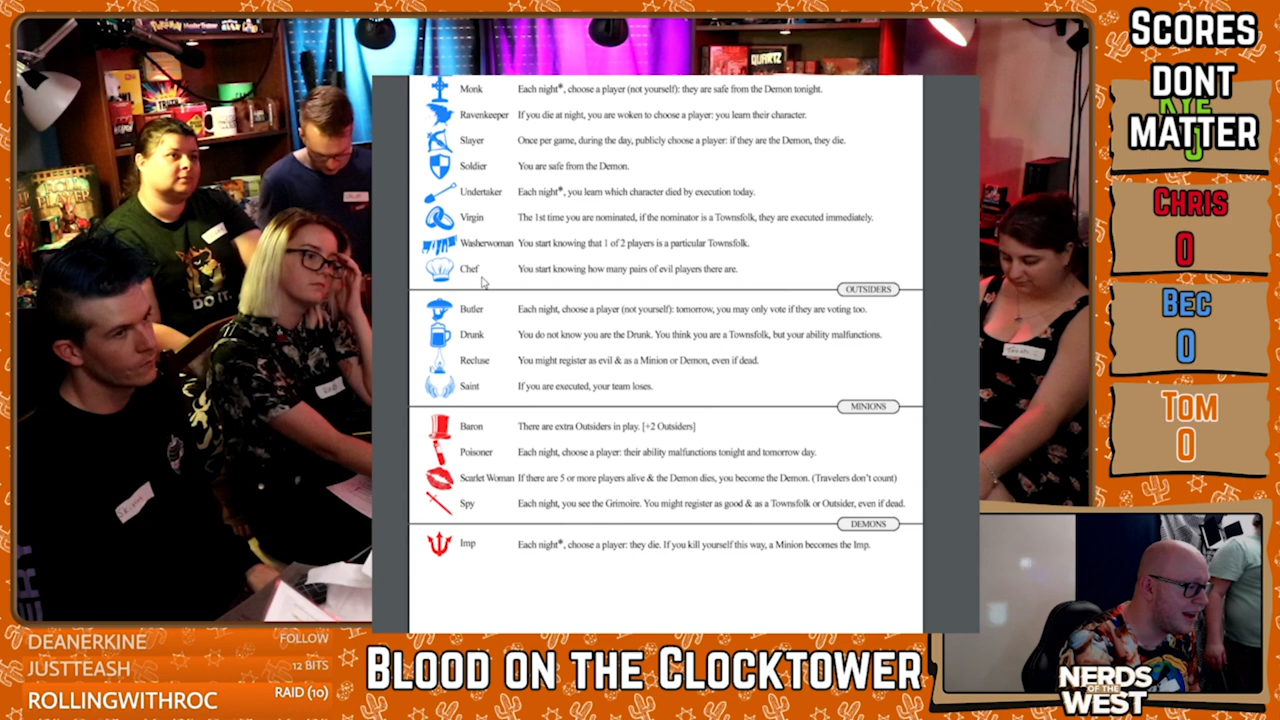 SCORES
DONT
MATTER
0
CHRIS
0
BEC
0
TOM
0
QUARTZ
DO IT.
Monk Each night*, choose a player (not yourself): they are safe from the Demon tonight.
Ravenkeeper If you die at night, you are woken to choose a player: you learn their character.
Slayer Once per game, during the day, publicly choose a player: if they are the Demon, they die.
Soldier You are safe from the Demon.
Undertaker Each night*, you learn which character died by execution today.
Virgin The 1st time you are nominated, if the nominator is a Townsfolk, they are executed immediately.
Washerwoman You start knowing that 1 of 2 players is a particular Townsfolk.
Chef You start knowing how many pairs of evil players there are.
OUTSIDERS
Butler Each night, choose a player (not yourself): tomorrow, you may only vote if they are voting too.
Drunk You do not know you are the Drunk. You think you are a Townsfolk, but your ability malfunctions.
Recluse You might register as evil & as a Minion or Demon, even if dead.
Saint If you are executed, your team loses.
MINIONS
Baron There are extra Outsiders in play. [+2 Outsiders]
Poisoner Each night, choose a player: their ability malfunctions tonight and tomorrow day.
Scarlet Woman If there are 5 or more players alive & the Demon dies, you become the Demon. (Travelers don't count)
Spy Each night, you see the Grimoire. You might register as good & as a Townsfolk or Outsider, even if dead.
DEMONS
Imp Each night*, choose a player: they die. If you kill yourself this way, a Minion becomes the Imp.
DEANERKINE FOLLOW
JUSTTEASH 12 BITS
ROLLINGWITHROC RAID (10)
BLOOD ON THE CLOCKTOWER
NERDS
OF THE
WEST